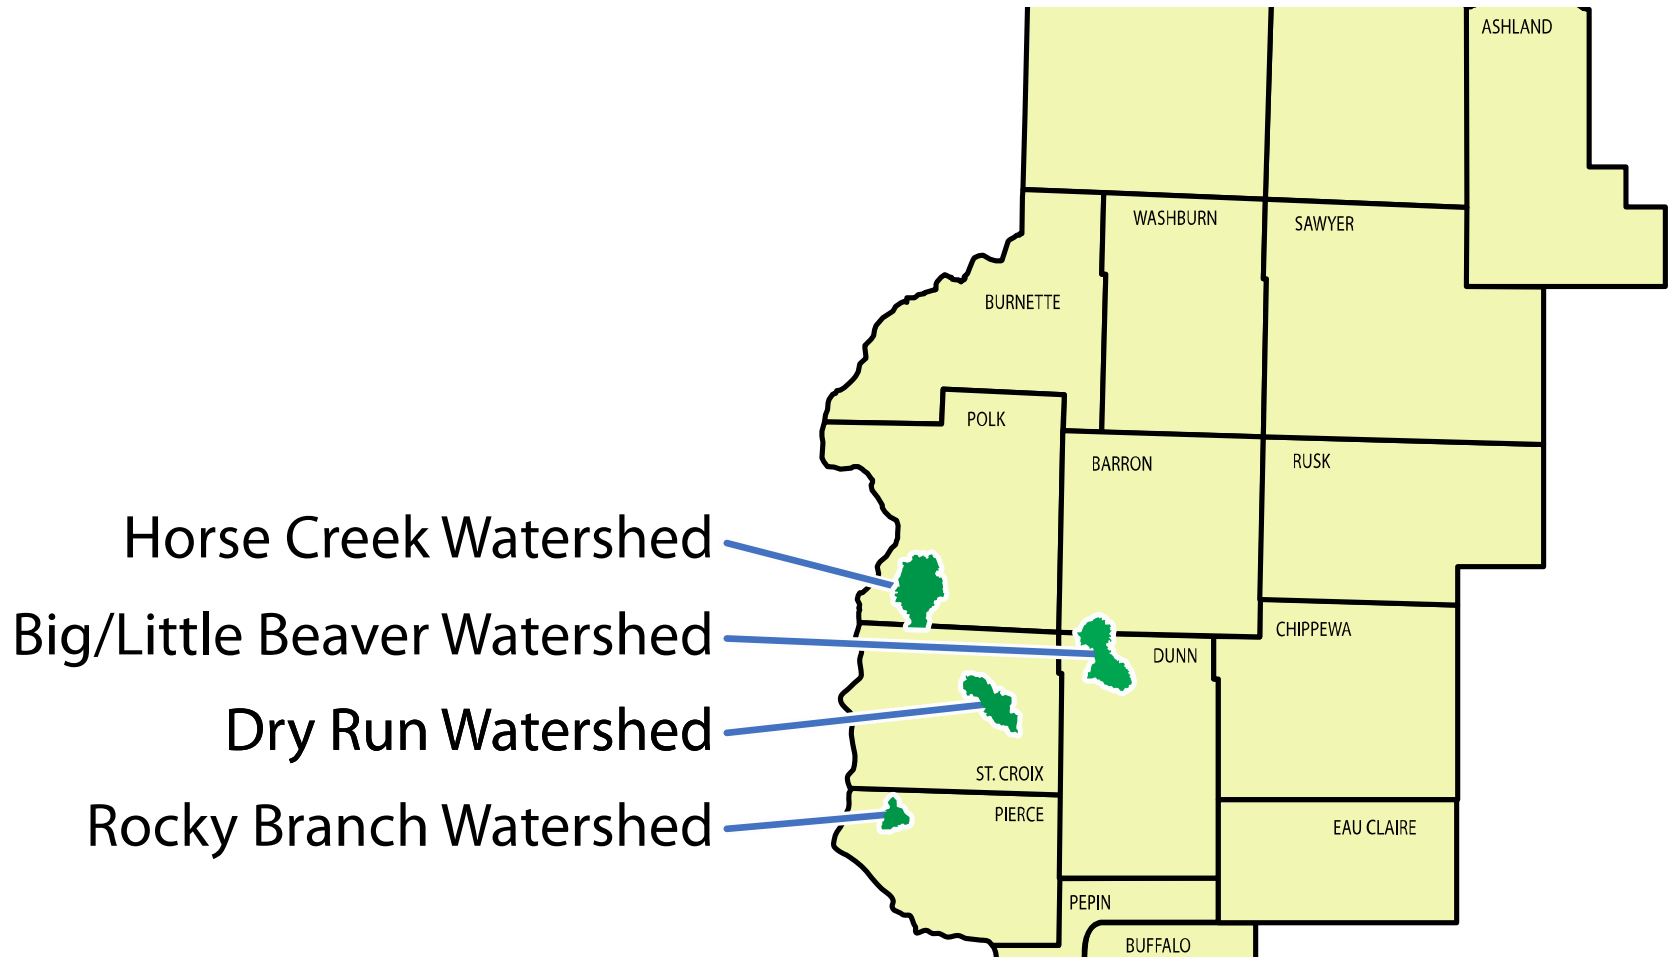 ASHLAND
WASHBURN
SAWYER
BURNETTE
POLK
BARRON
RUSK
Horse Creek Watershed
Big/Little Beaver Watershed
CHIPPEWA
DUNN
Dry Run Watershed
ST. CROIX
PIERCE
Rocky Branch Watershed
EAU CLAIRE
PEPIN
BUFFALO